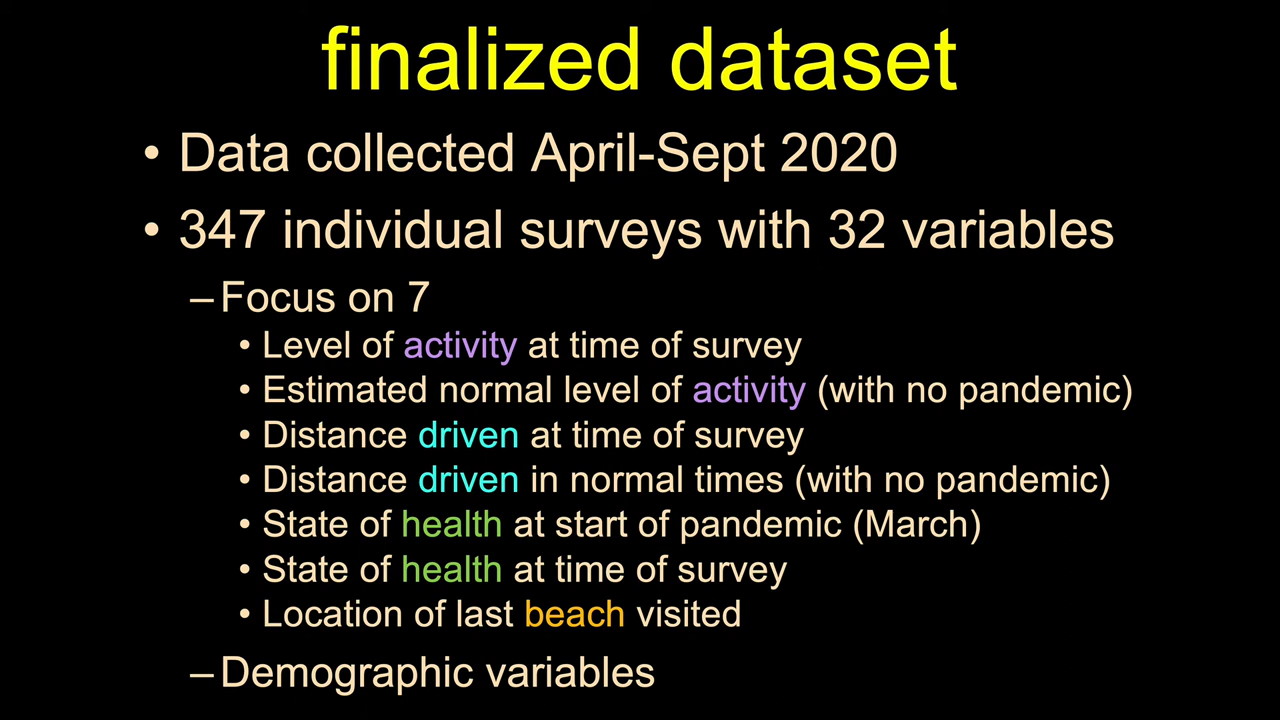 finalized dataset
• Data collected April-Sept 2020
• 347 individual surveys with 32 variables
–Focus on 7
• Level of activity at time of survey
• Estimated normal level of activity (with no pandemic)
• Distance driven at time of survey
• Distance driven in normal times (with no pandemic)
• State of health at start of pandemic (March)
• State of health at time of survey
• Location of last beach visited
–Demographic variables